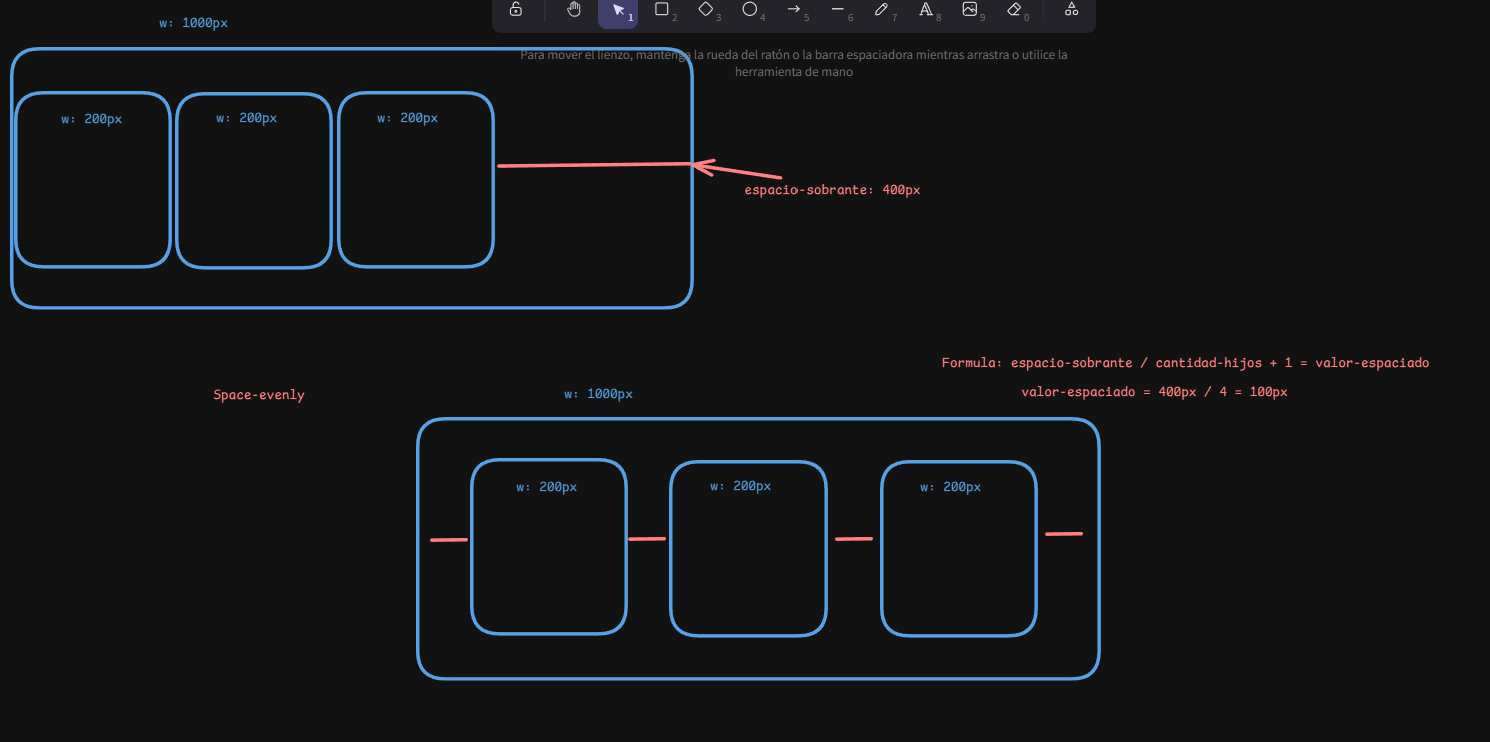 w: 1000px
1
2
3
4
5
6
7
8
9
0
Para mover el lienzo, mantenga la rueda del ratón o la barra espaciadora mientras arrastra o utilice la
herramienta de mano
w: 200px
w: 200px
w: 200px
espacio-sobrante: 400px
Formula: espacio-sobrante / cantidad-hijos + 1 = valor-espaciado
valor-espaciado = 400px / 4 = 100px
Space-evenly
w: 1000px
w: 200px
w: 200px
w: 200px